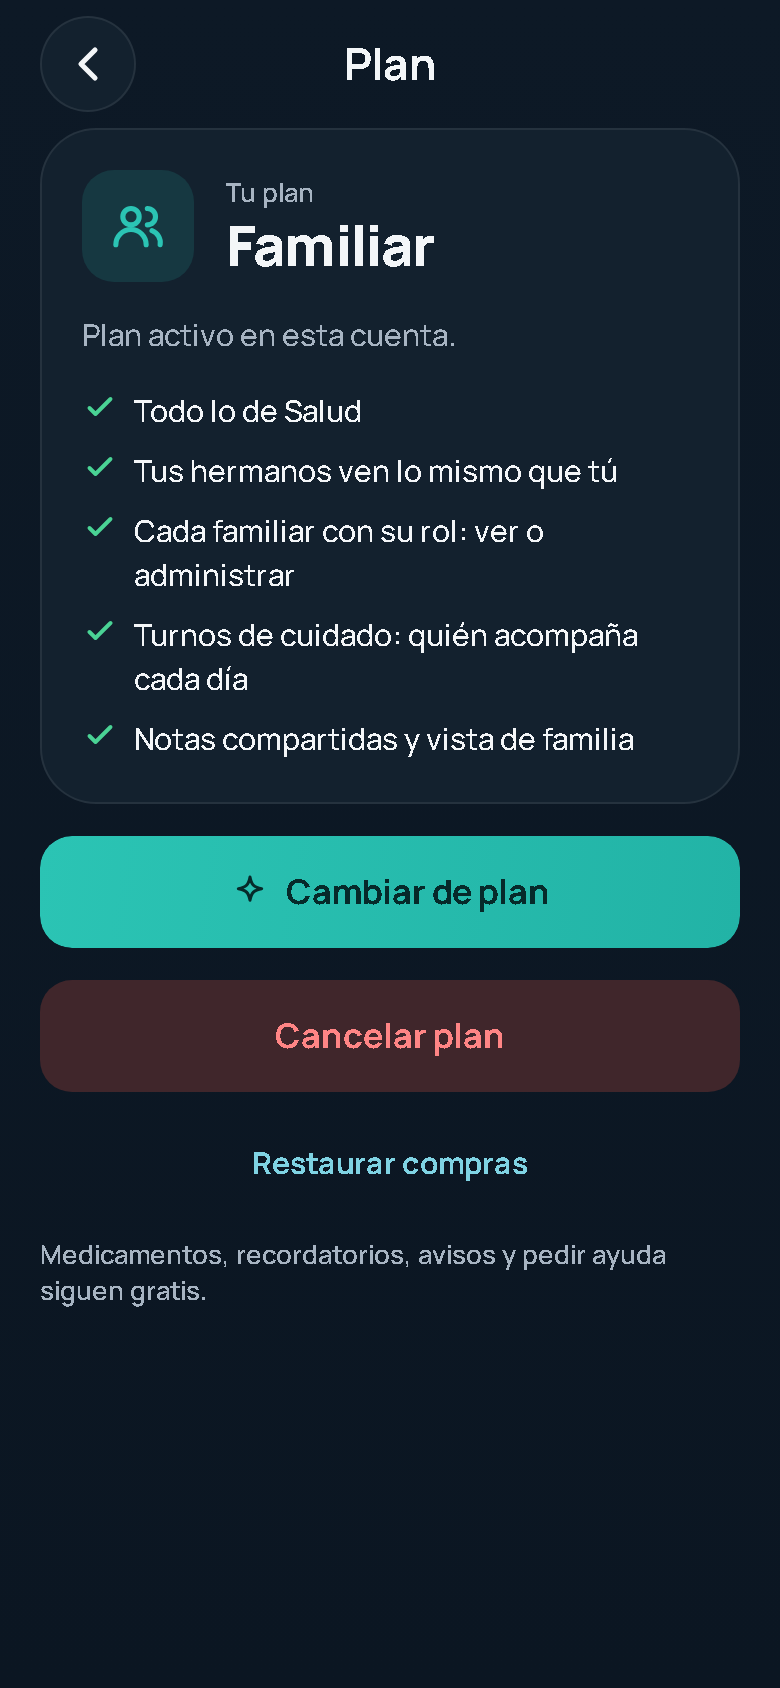 Plan
Tu plan
Familiar
Plan activo en esta cuenta.
Todo lo de Salud
Tus hermanos ven lo mismo que tú
Cada familiar con su rol: ver o
administrar
Turnos de cuidado: quién acompaña
cada día
Notas compartidas y vista de familia
Cambiar de plan
Cancelar plan
Restaurar compras
Medicamentos, recordatorios, avisos y pedir ayuda
siguen gratis.